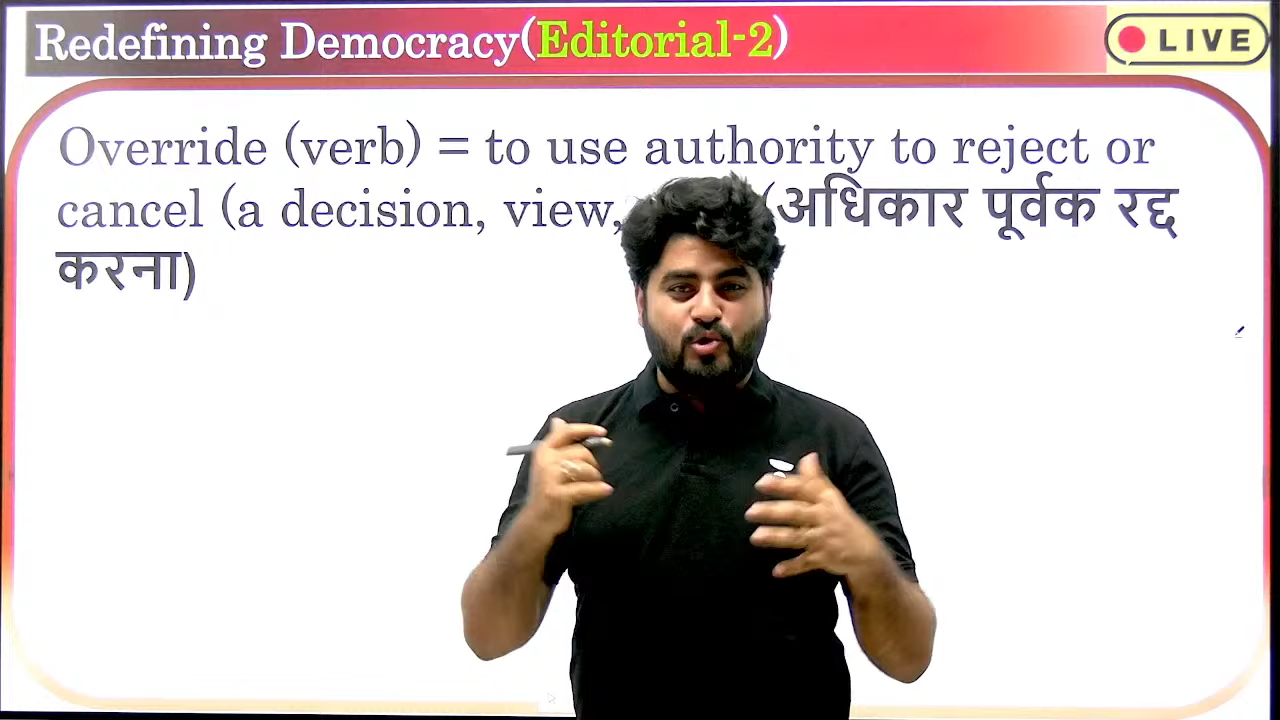 Redefining Democracy(Editorial-2)
LIVE
Override (verb) = to use authority to reject or
cancel (a decision, view, (अधिकार पूर्वक रद्द
करना)